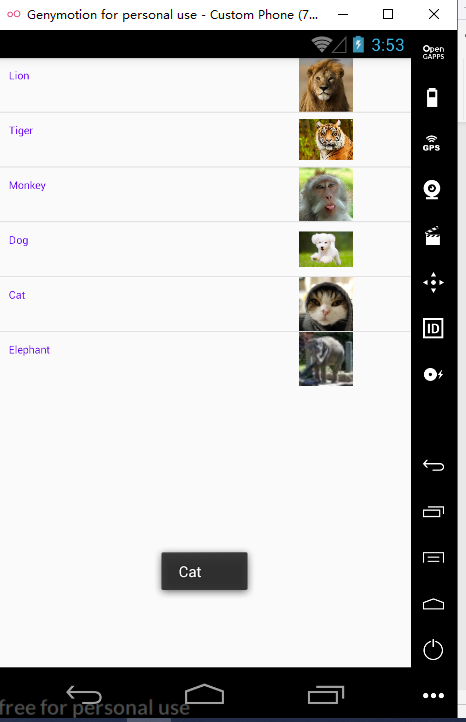 Genymotion for personal use - Custom Phone (7...
3:53
Open
GAPPS
Lion
Tiger
GPS
Monkey
Dog
Cat
ID
Elephant
Cat
free for personal use